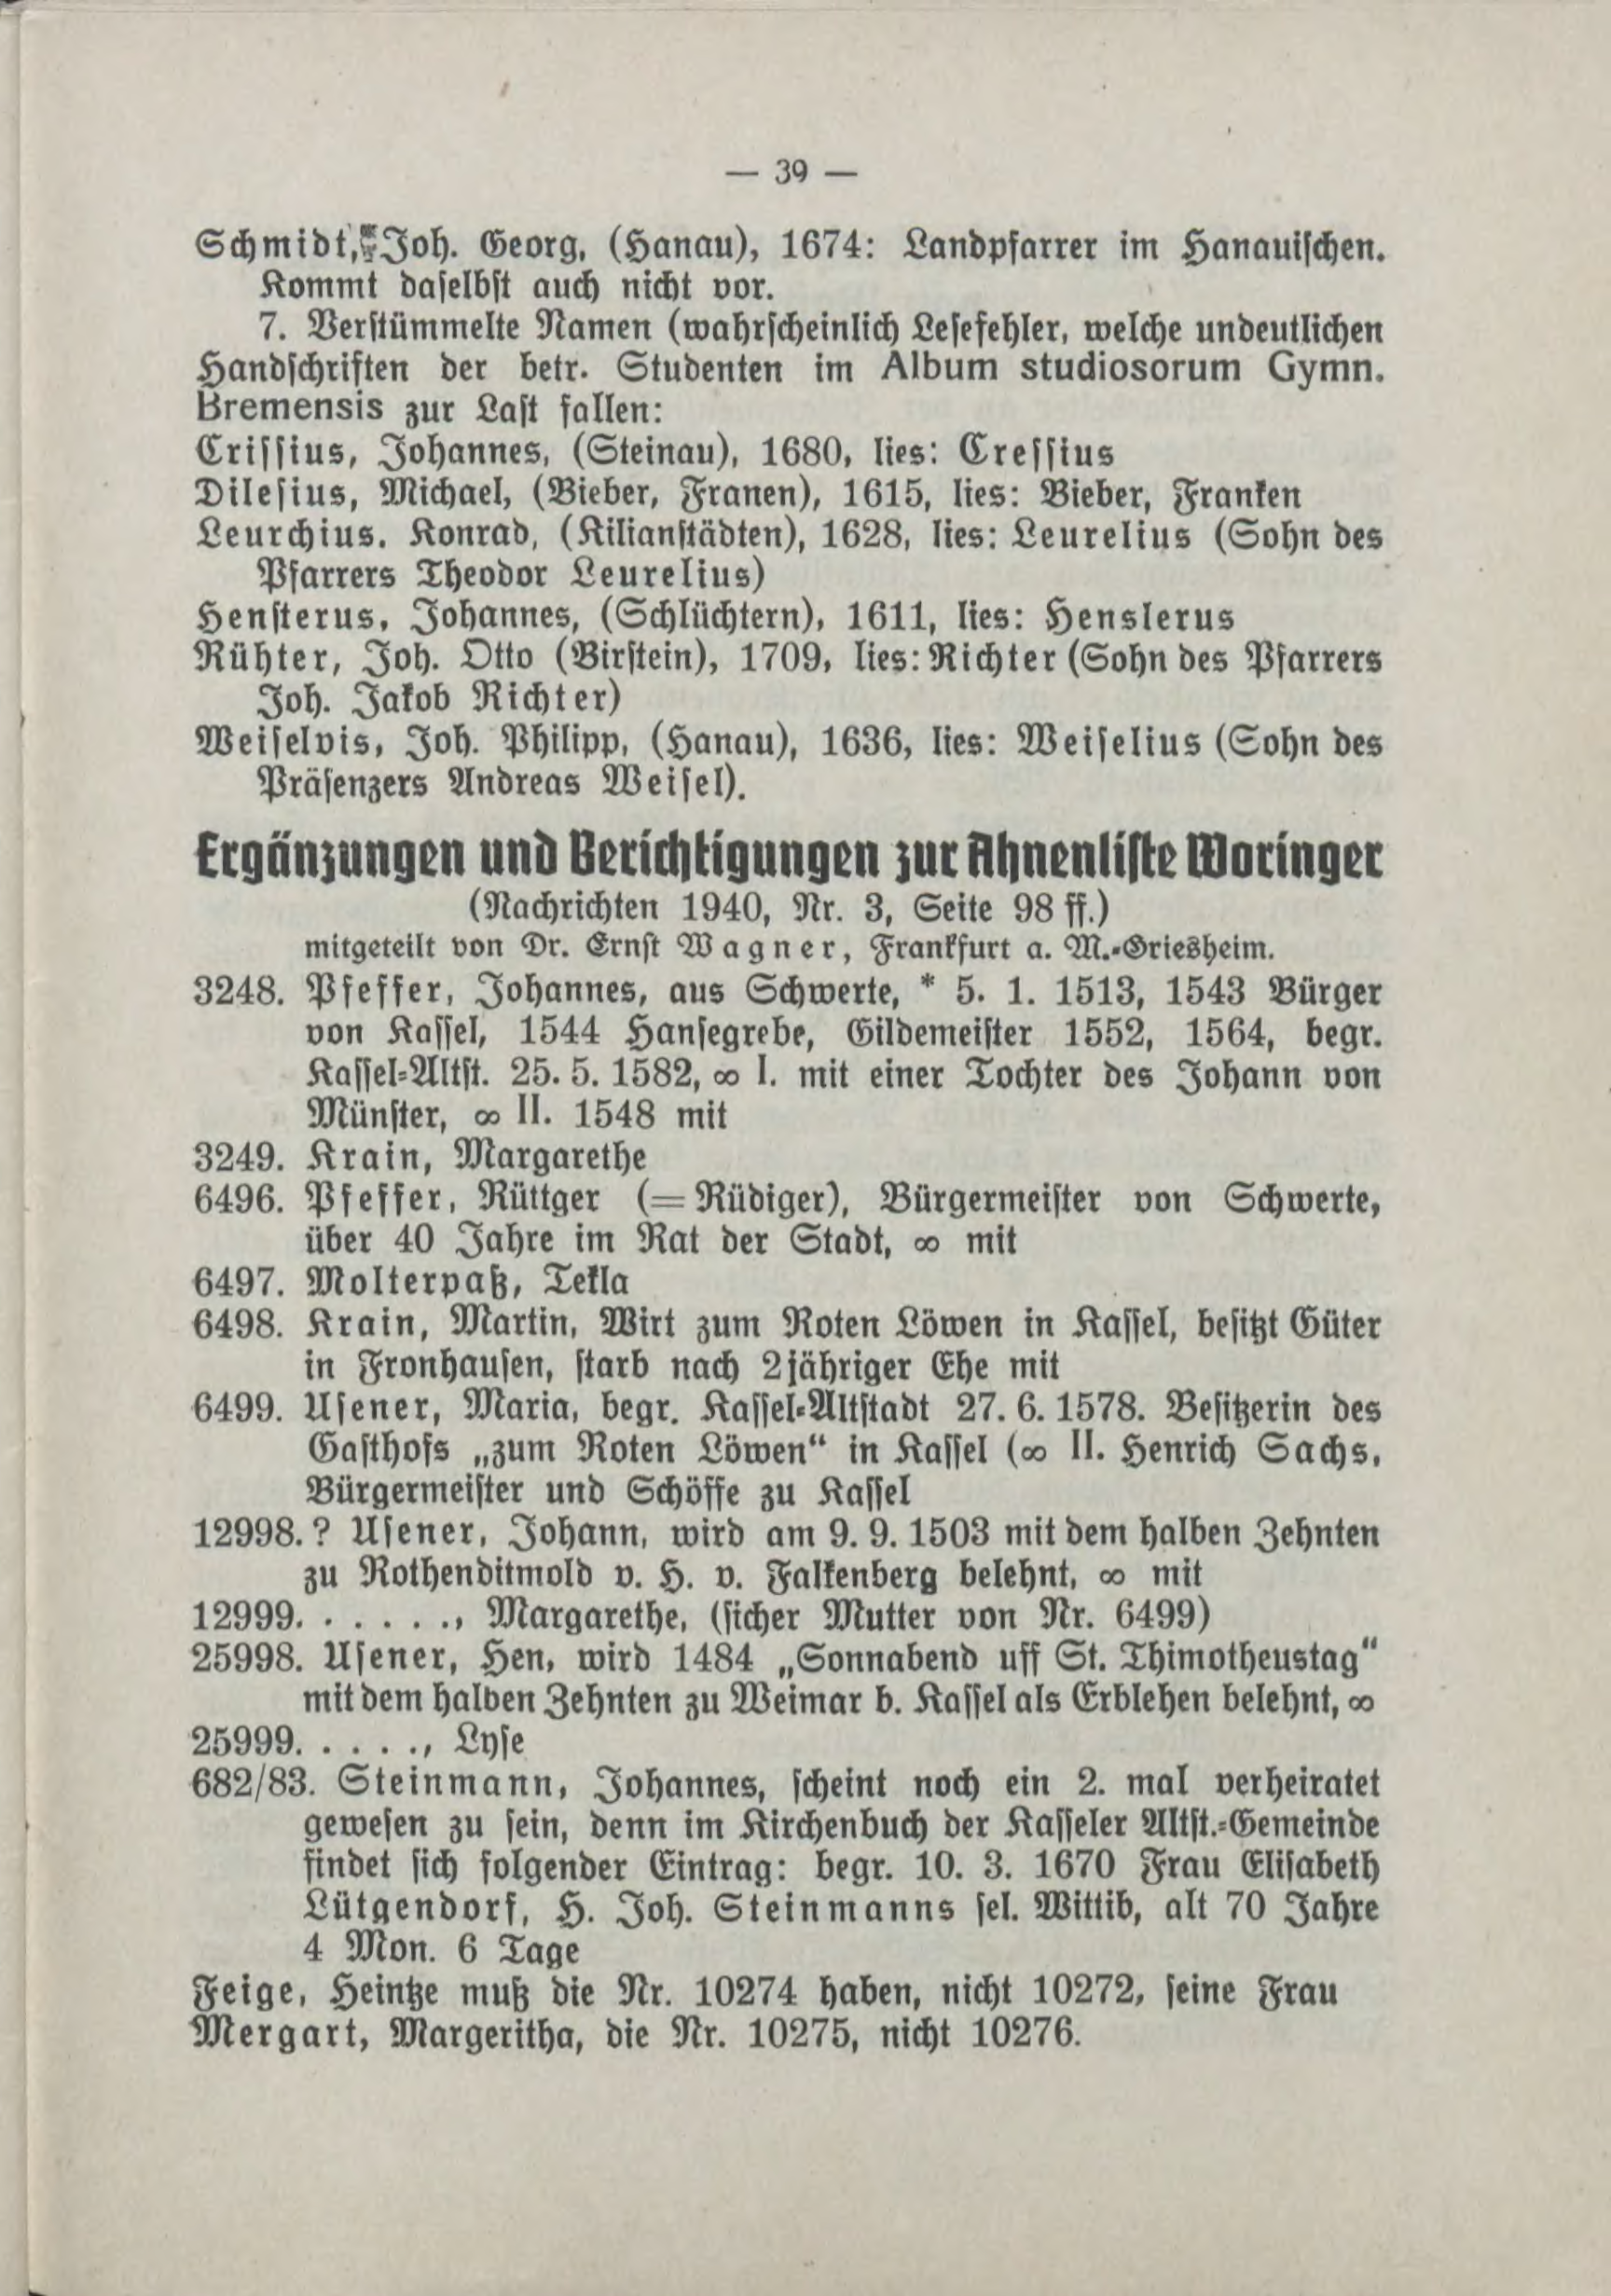 — 39 —
Schmidt, Joh. Georg, (Hanau), 1674: Landpfarrer im Hanauischen.
Kommt daselbst auch nicht vor.
7. Verstümmelte Namen (wahrscheinlich Lesefehler, welche undeutlichen
Handschriften der betr. Studenten im Album studiosorum Gymn.
Bremensis zur Last fallen:
Crissius, Johannes, (Steinau), 1680, lies: Cressius
Dilesius, Michael, (Bieber, Franen), 1615, lies: Bieber, Franken
Leurchius. Konrad, (Kilianstädten), 1628, lies: Leurelius (Sohn des
Pfarrers Theodor Leurelius)
Hensterus, Johannes, (Schlüchtern), 1611, lies: Henslerus
Rühter, Joh. Otto (Birstein), 1709, lies: Richter (Sohn des Pfarrers
Joh. Jakob Richter)
Weiselvis, Joh. Philipp, (Hanau), 1636, lies: Weiselius (Sohn des
Präsenzers Andreas Weisel).
Ergänzungen und Berichtigungen zur Ahnenliste Woringer
(Nachrichten 1940, Nr. 3, Seite 98 ff.)
mitgeteilt von Dr. Ernst Wagner, Frankfurt a. M.-Griesheim.
3248. Pfeffer, Johannes, aus Schwerte, * 5. 1. 1513, 1543 Bürger
von Kassel, 1544 Hansegrebe, Gildemeister 1552, 1564, begr.
Kassel-Altst. 25. 5. 1582, ∞ I. mit einer Tochter des Johann von
Münster, ∞ II. 1548 mit
3249. Krain, Margarethe
6496. Pfeffer, Rüttger (= Rüdiger), Bürgermeister von Schwerte,
über 40 Jahre im Rat der Stadt, ∞ mit
6497. Molterpaß, Tekla
6498. Krain, Martin, Wirt zum Roten Löwen in Kassel, besitzt Güter
in Fronhausen, starb nach 2jähriger Ehe mit
6499. Usener, Maria, begr. Kassel-Altstadt 27. 6. 1578. Besitzerin des
Gasthofs „zum Roten Löwen“ in Kassel (∞ II. Henrich Sachs,
Bürgermeister und Schöffe zu Kassel
12998. ? Usener, Johann, wird am 9. 9. 1503 mit dem halben Zehnten
zu Rothenditmold v. H. v. Falkenberg belehnt, ∞ mit
12999. . . . . ., Margarethe, (sicher Mutter von Nr. 6499)
25998. Usener, Hen, wird 1484 „Sonnabend uff St. Thimotheustag“
mit dem halben Zehnten zu Weimar b. Kassel als Erblehen belehnt, ∞
25999. . . . ., Lyse
682/83. Steinmann, Johannes, scheint noch ein 2. mal verheiratet
gewesen zu sein, denn im Kirchenbuch der Kasseler Altst.-Gemeinde
findet sich folgender Eintrag: begr. 10. 3. 1670 Frau Elisabeth
Lütgendorf, H. Joh. Steinmanns sel. Wittib, alt 70 Jahre
4 Mon. 6 Tage
Feige, Heintze muß die Nr. 10274 haben, nicht 10272, seine Frau
Mergart, Margeritha, die Nr. 10275, nicht 10276.